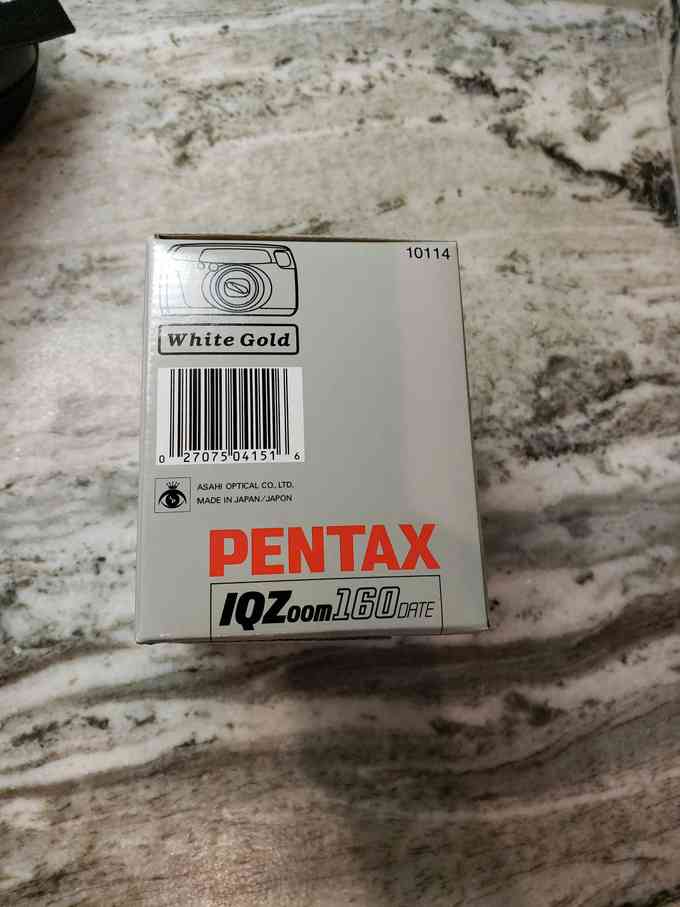 10114
White Gold
0 27075 04151 6
ASAHI OPTICAL CO., LTD.
MADE IN JAPAN/JAPON
PENTAX
IQZoom160DATE